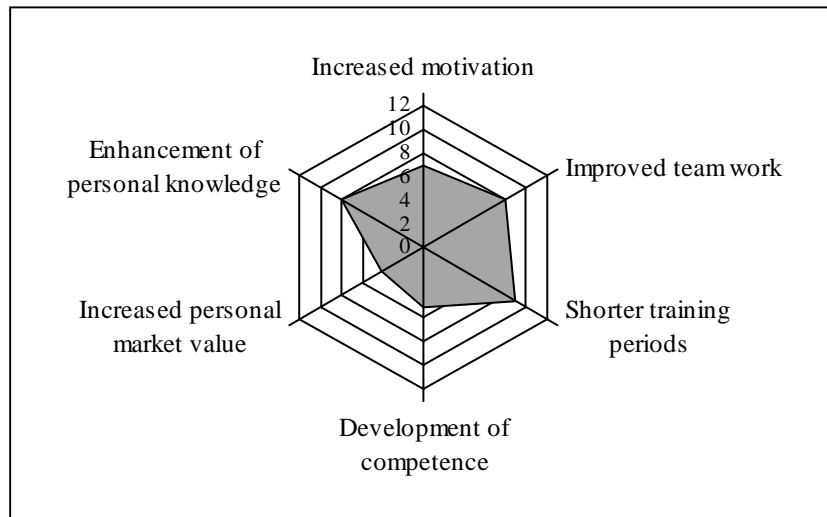 Increased motivation
12
10
8
6
4
2
0
Enhancement of
personal knowledge
Improved team work
Increased personal
market value
Shorter training
periods
Development of
competence